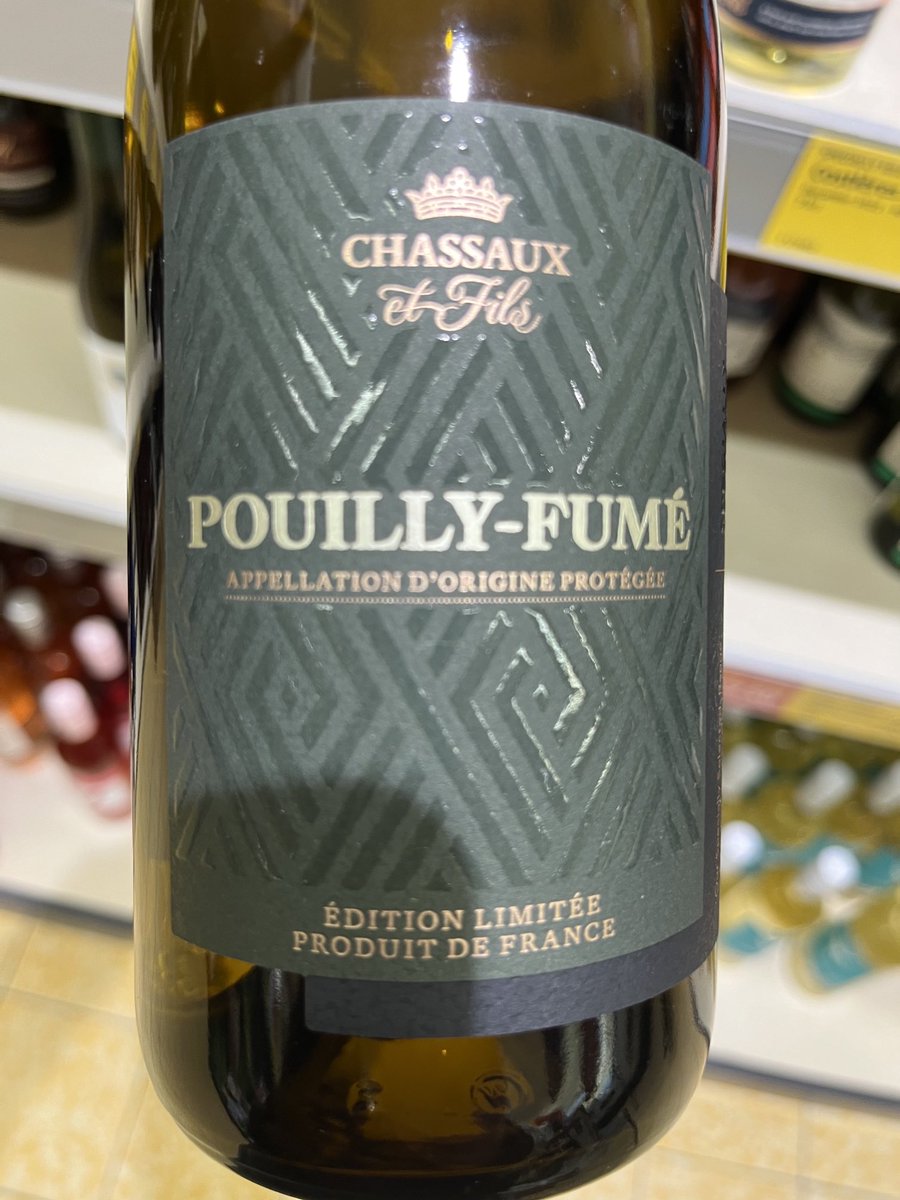 CHASSAUX
et Fils
POUILLY-FUMÉ
APPELLATION D'ORIGINE PROTÉGÉE
ÉDITION LIMITÉE
PRODUIT DE FRANCE